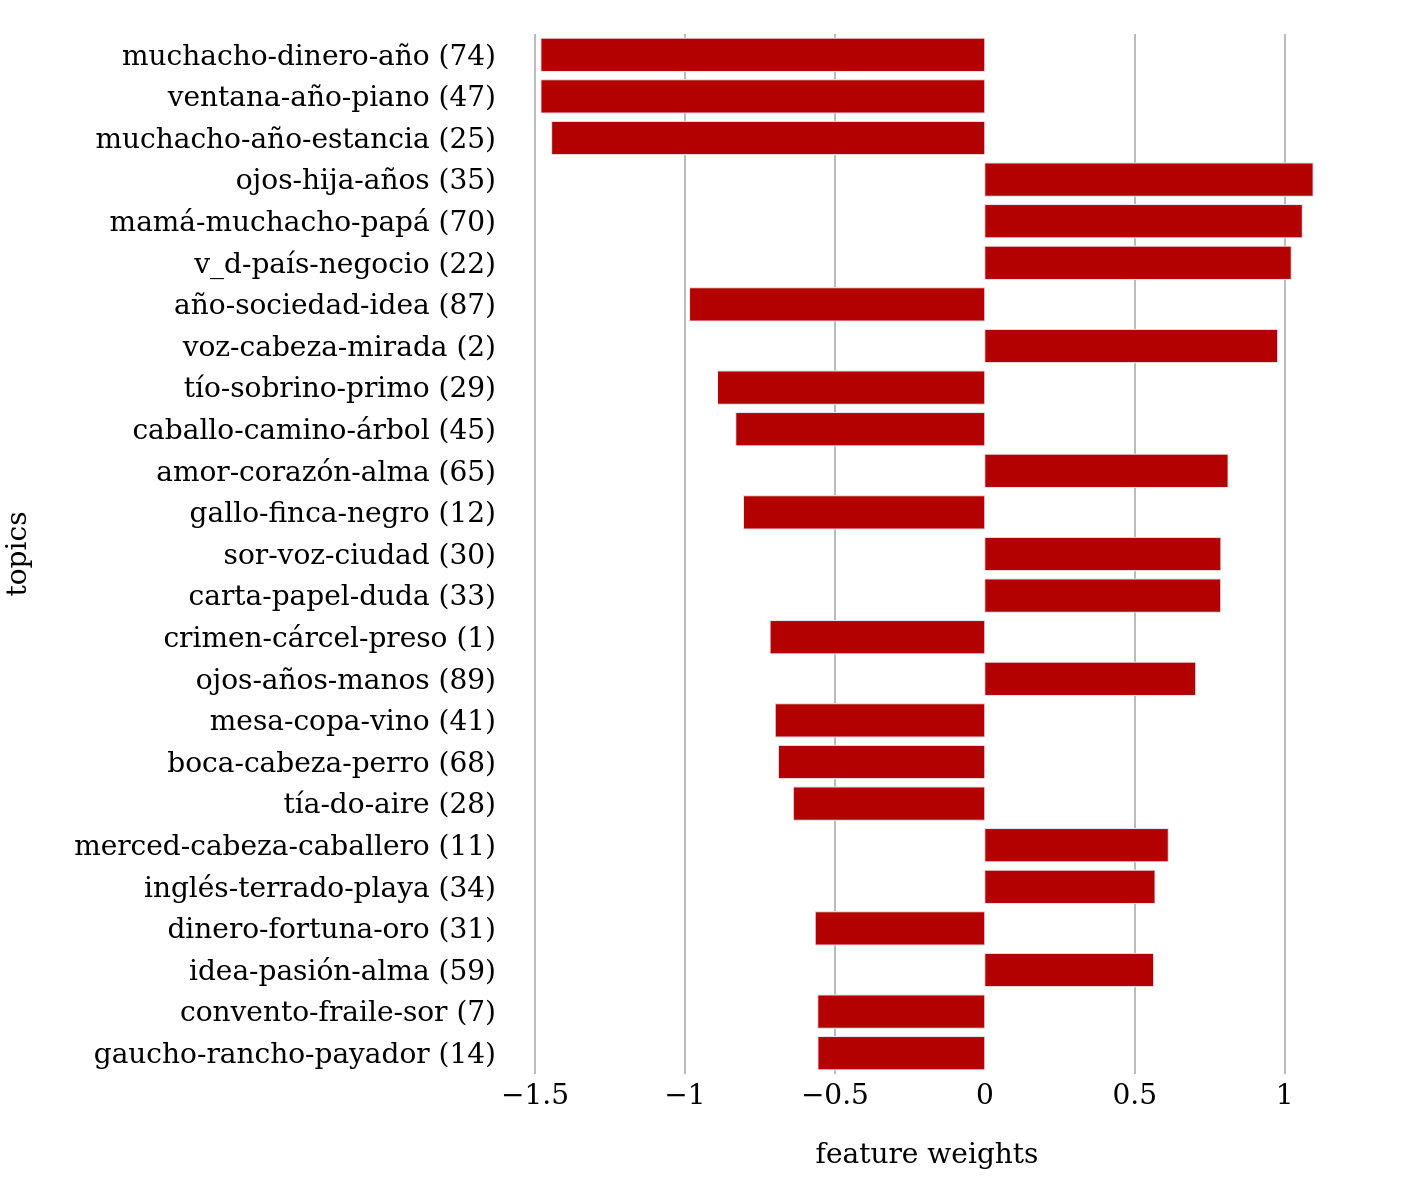 muchacho-dinero-año (74)
ventana-año-piano (47)
muchacho-año-estancia (25)
ojos-hija-años (35)
mamá-muchacho-papá (70)
v_d-país-negocio (22)
año-sociedad-idea (87)
voz-cabeza-mirada (2)
tío-sobrino-primo (29)
caballo-camino-árbol (45)
amor-corazón-alma (65)
gallo-finca-negro (12)
sor-voz-ciudad (30)
carta-papel-duda (33)
crimen-cárcel-preso (1)
ojos-años-manos (89)
mesa-copa-vino (41)
boca-cabeza-perro (68)
tía-do-aire (28)
merced-cabeza-caballero (11)
inglés-terrado-playa (34)
dinero-fortuna-oro (31)
idea-pasión-alma (59)
convento-fraile-sor (7)
gaucho-rancho-payador (14)
topics
−1.5 −1 −0.5 0 0.5 1
feature weights